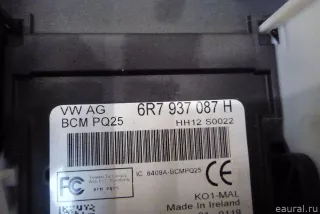 VW AG 6R7 937 087 H
BCM PQ25 HH12 S0022
IC 8409A-BCMPQ25
FC CE
KO1-MAL
Made in Ireland
eaural.ru